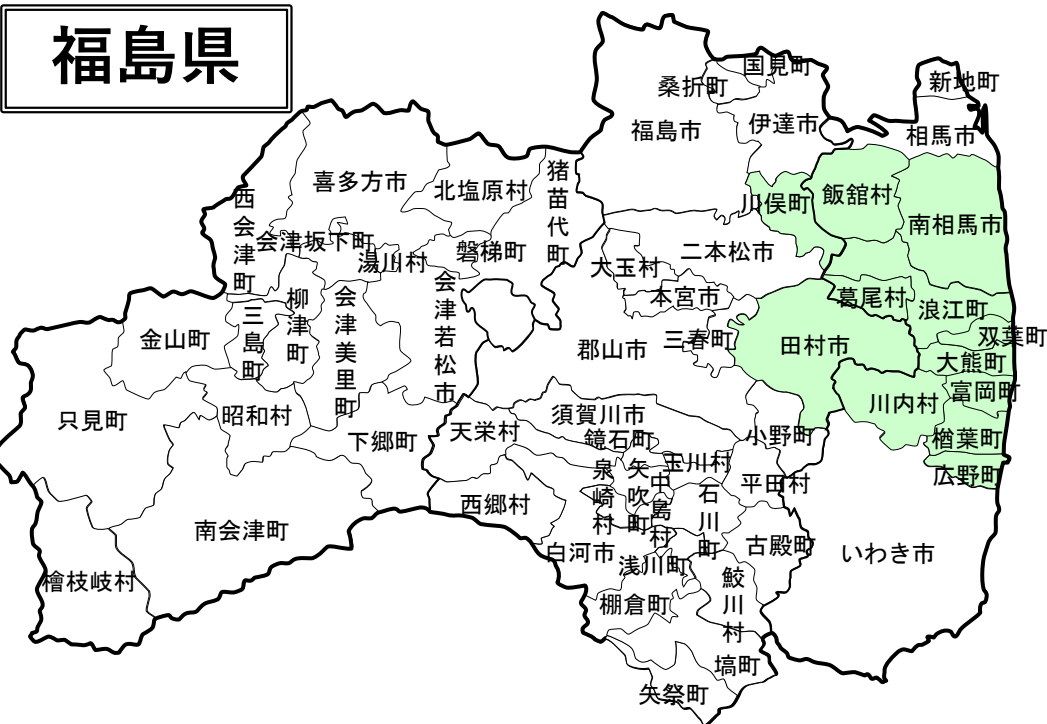 福島県
国見町
桑折町
新地町
福島市
伊達市
相馬市
喜多方市
北塩原村
猪苗代町
西会津町
川俣町
飯舘村
南相馬市
会津坂下町
湯川村
磐梯町
二本松市
大玉村
本宮市
葛尾村
浪江町
柳津町
会津美里町
会津若松市
三島町
金山町
郡山市
三春町
田村市
双葉町
大熊町
富岡町
只見町
昭和村
下郷町
天栄村
須賀川市
鏡石町
小野町
川内村
楢葉町
広野町
玉川村
平田村
泉崎村
矢吹町
中島村
石川町
西郷村
南会津町
白河市
浅川町
古殿町
いわき市
檜枝岐村
棚倉町
鮫川村
塙町
矢祭町